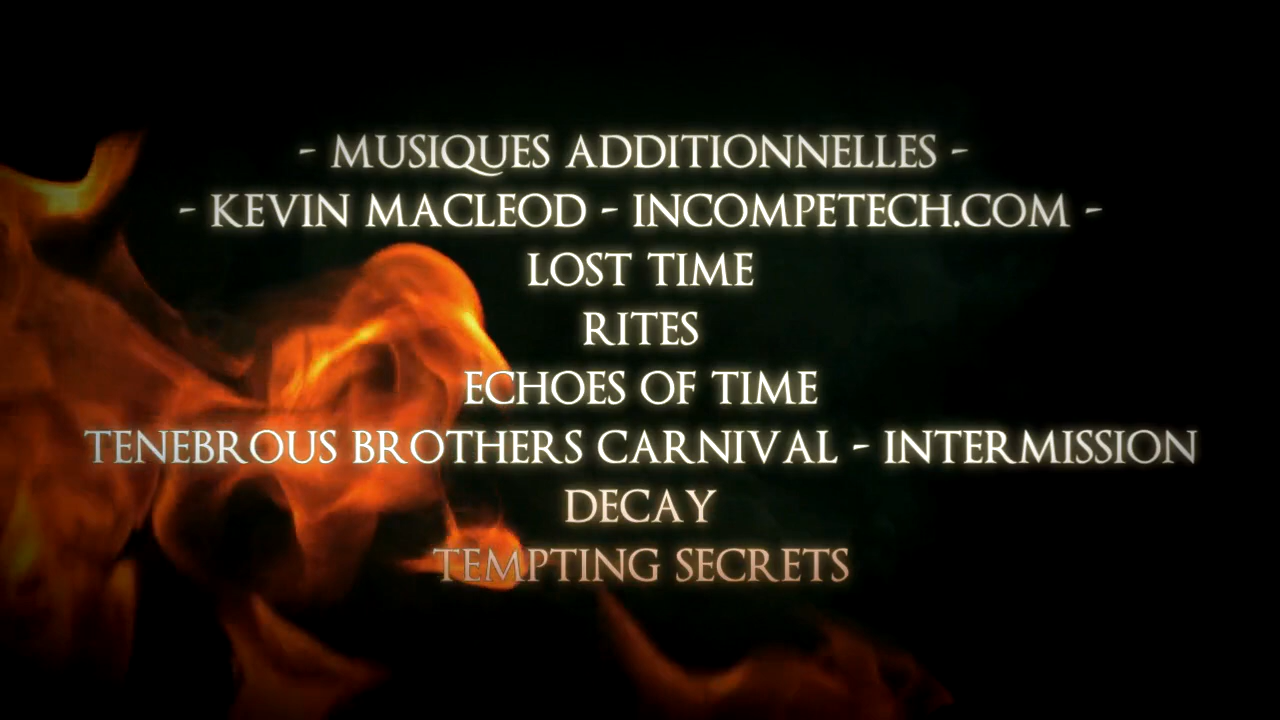 - MUSIQUES ADDITIONNELLES -
- KEVIN MACLEOD - INCOMPETECH.COM -
LOST TIME
RITES
ECHOES OF TIME
TENEBROUS BROTHERS CARNIVAL - INTERMISSION
DECAY
TEMPTING SECRETS